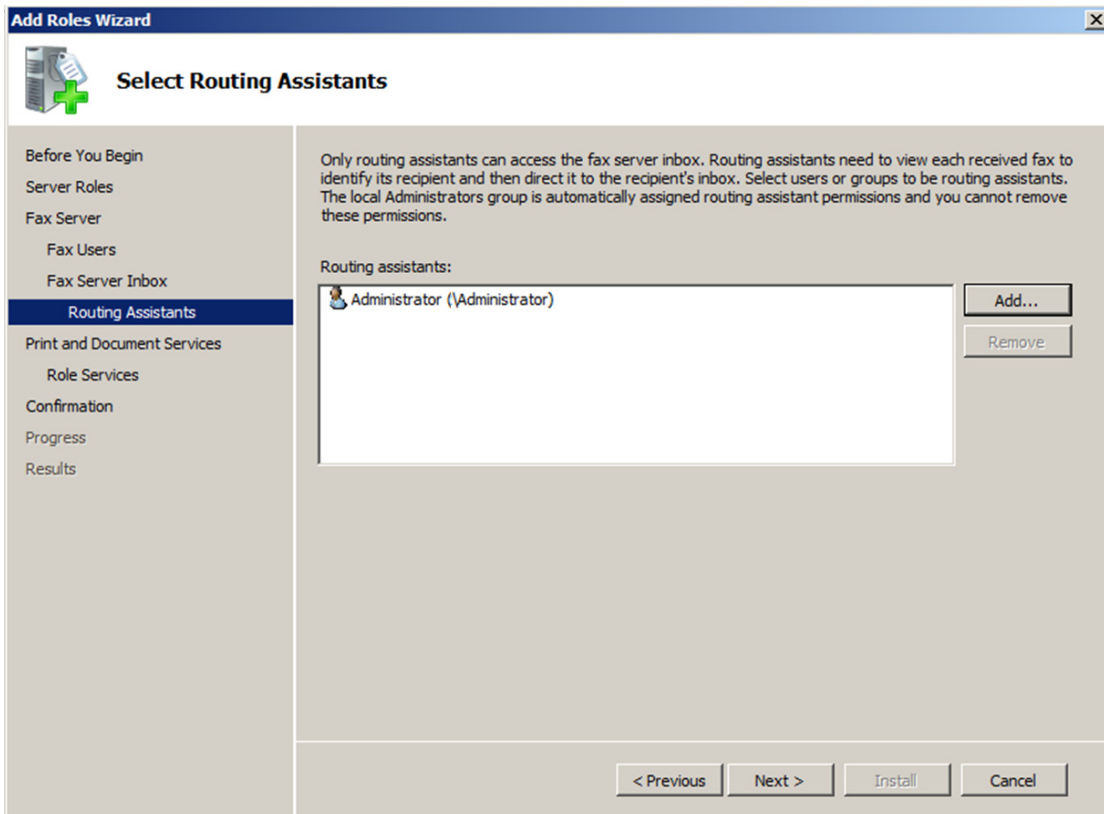 Add Roles Wizard
Select Routing Assistants
Before You Begin
Server Roles
Fax Server
Fax Users
Fax Server Inbox
Routing Assistants
Print and Document Services
Role Services
Confirmation
Progress
Results
Only routing assistants can access the fax server inbox. Routing assistants need to view each received fax to
identify its recipient and then direct it to the recipient's inbox. Select users or groups to be routing assistants.
The local Administrators group is automatically assigned routing assistant permissions and you cannot remove
these permissions.
Routing assistants:
Administrator (\Administrator)
Add...
Remove
< Previous
Next >
Install
Cancel